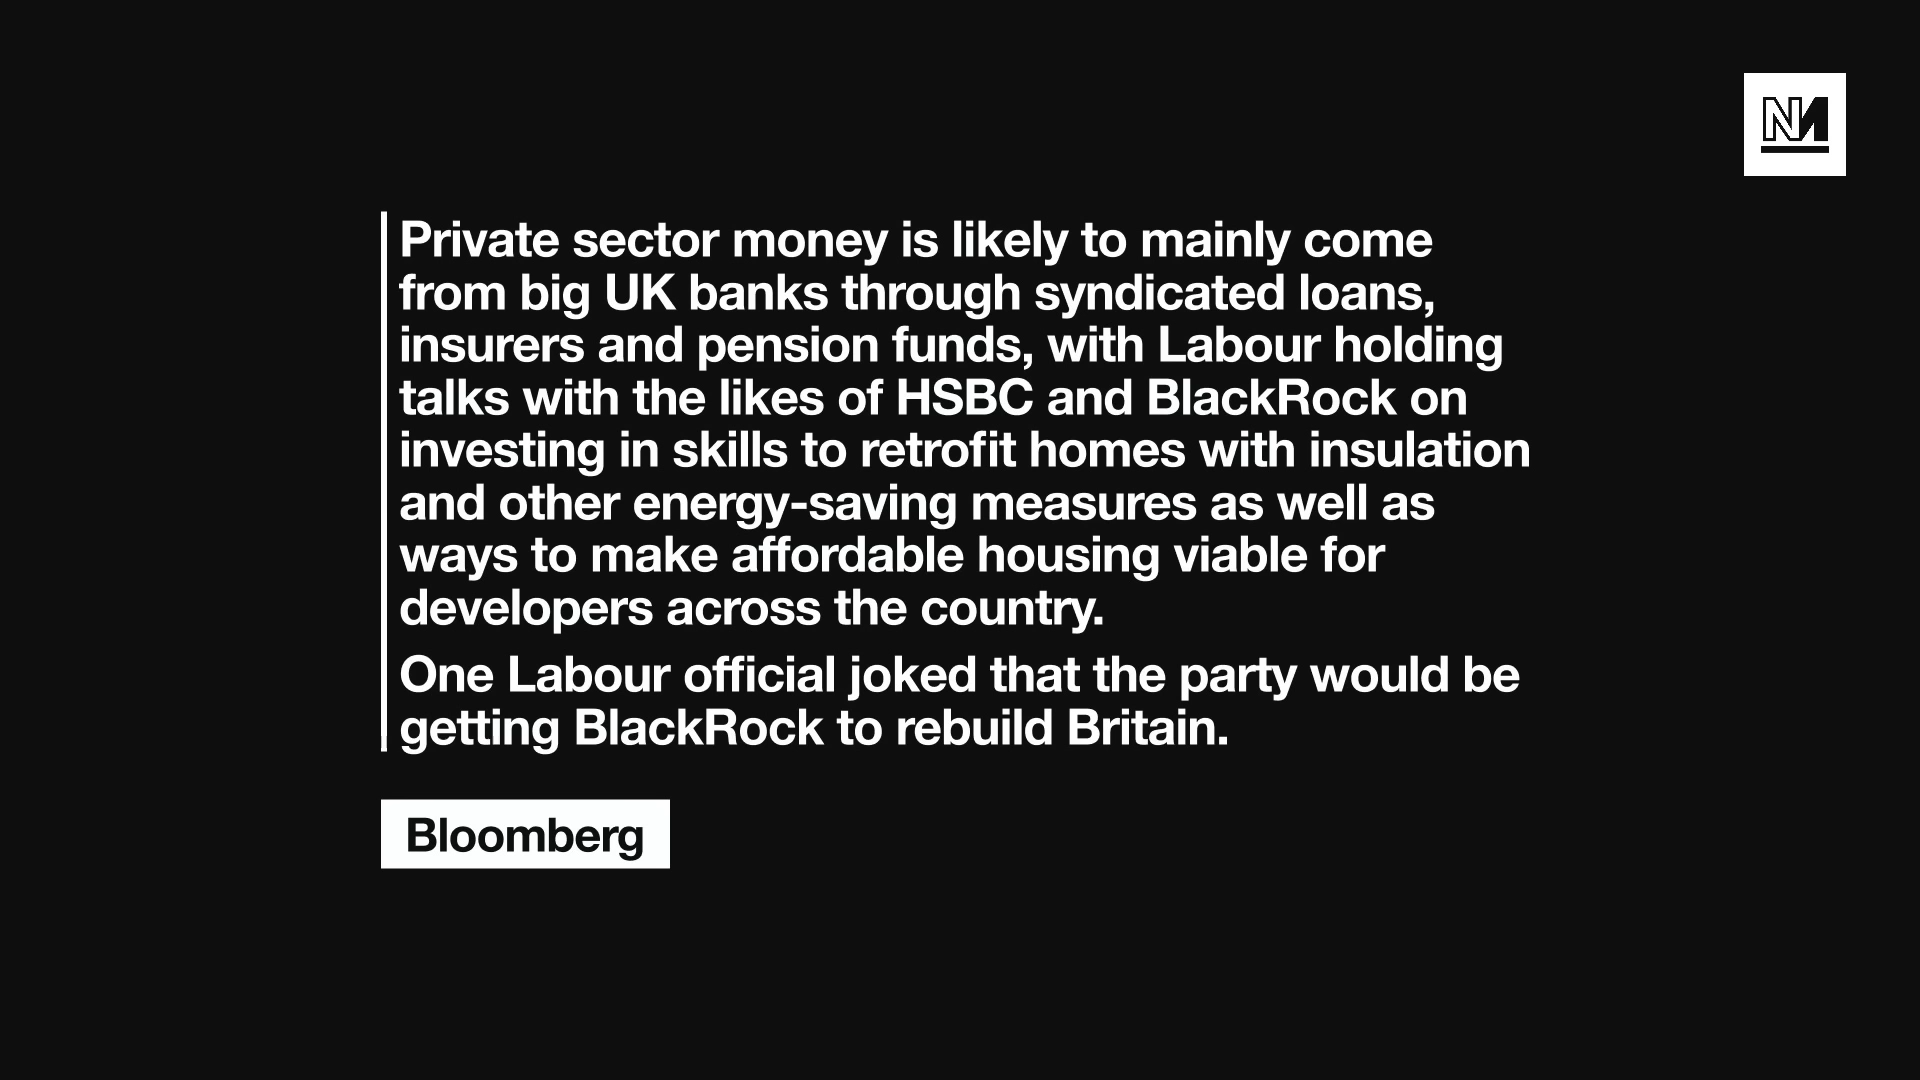 NM
Private sector money is likely to mainly come
from big UK banks through syndicated loans,
insurers and pension funds, with Labour holding
talks with the likes of HSBC and BlackRock on
investing in skills to retrofit homes with insulation
and other energy-saving measures as well as
ways to make affordable housing viable for
developers across the country.
One Labour official joked that the party would be
getting BlackRock to rebuild Britain.
Bloomberg